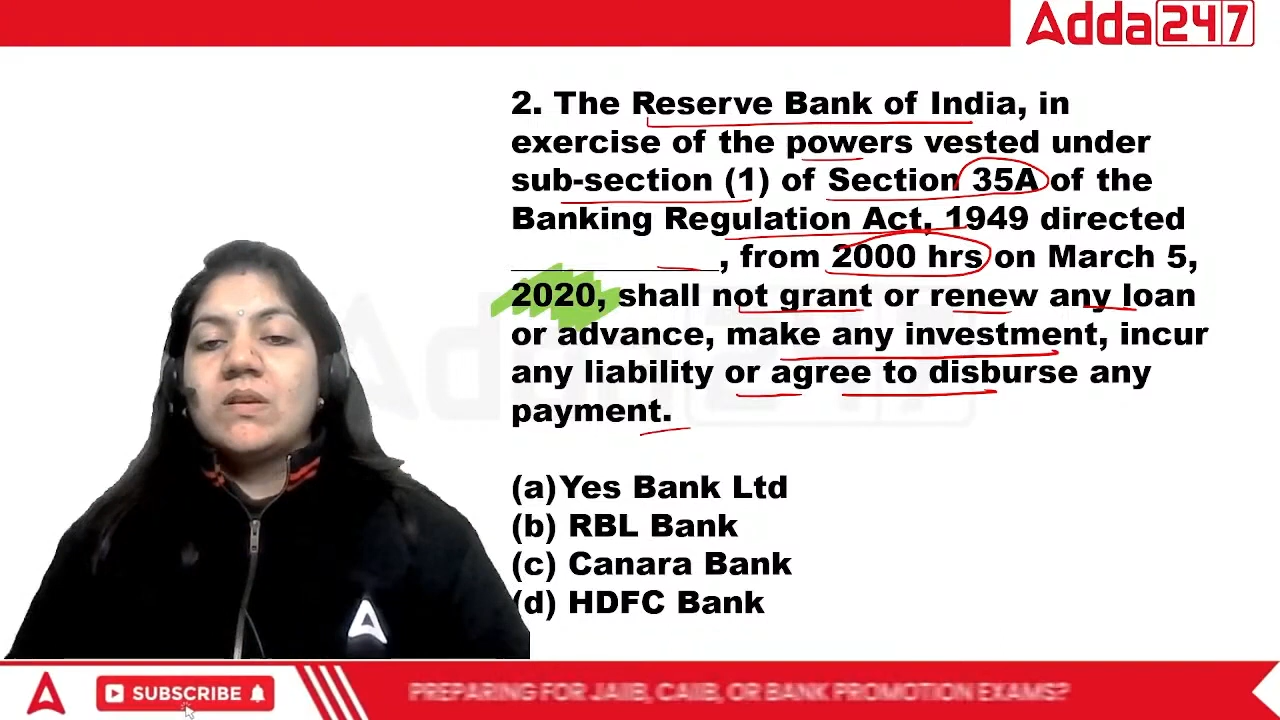 Adda247
2. The Reserve Bank of India, in
exercise of the powers vested under
sub-section (1) of Section 35A of the
Banking Regulation Act, 1949 directed
____________, from 2000 hrs on March 5,
2020, shall not grant or renew any loan
or advance, make any investment, incur
any liability or agree to disburse any
payment.
(a)Yes Bank Ltd
(b) RBL Bank
(c) Canara Bank
(d) HDFC Bank
SUBSCRIBE
PREPARING FOR JAIIB, CAIIB, OR BANK PROMOTION EXAMS?